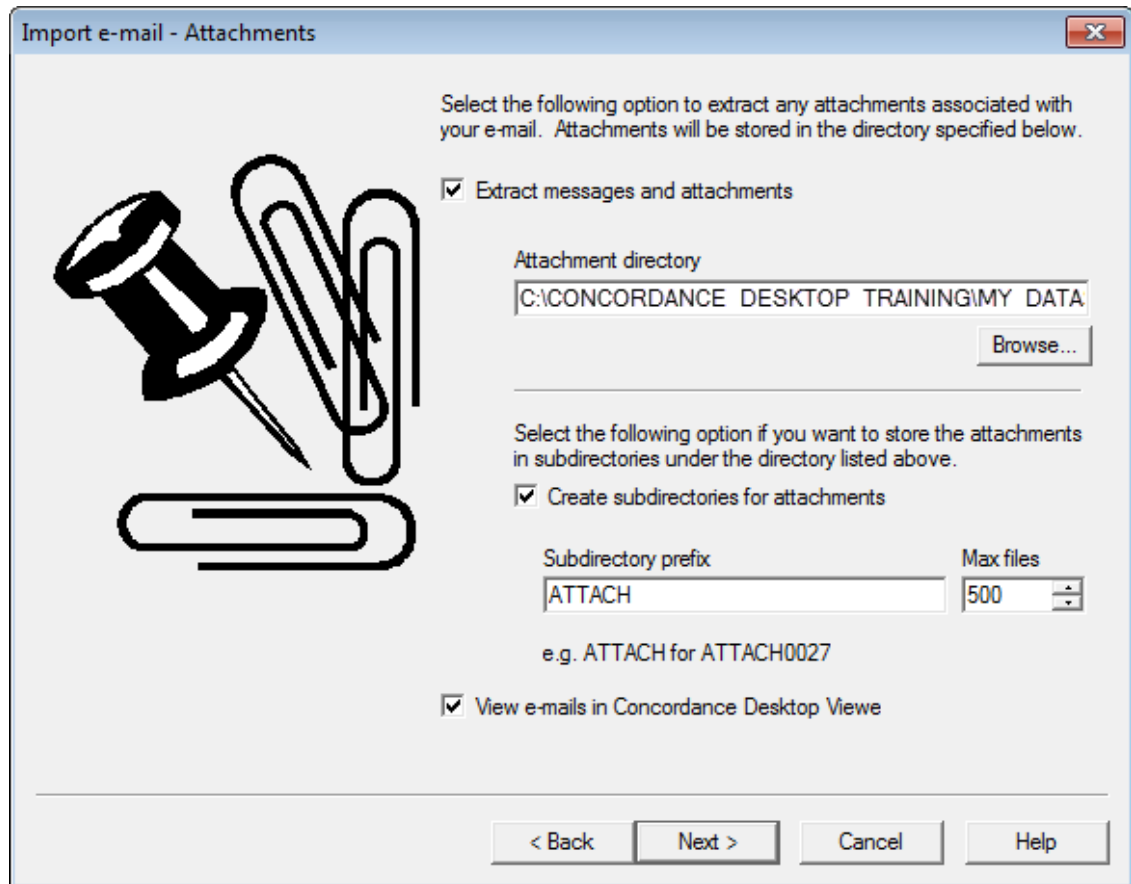 Import e-mail - Attachments
Select the following option to extract any attachments associated with
your e-mail. Attachments will be stored in the directory specified below.
Extract messages and attachments
Attachment directory
C:\CONCORDANCE DESKTOP TRAINING\MY DATA
Browse...
Select the following option if you want to store the attachments
in subdirectories under the directory listed above.
Create subdirectories for attachments
Subdirectory prefix Max files
ATTACH 500
e.g. ATTACH for ATTACH0027
View e-mails in Concordance Desktop Viewe
< Back Next > Cancel Help